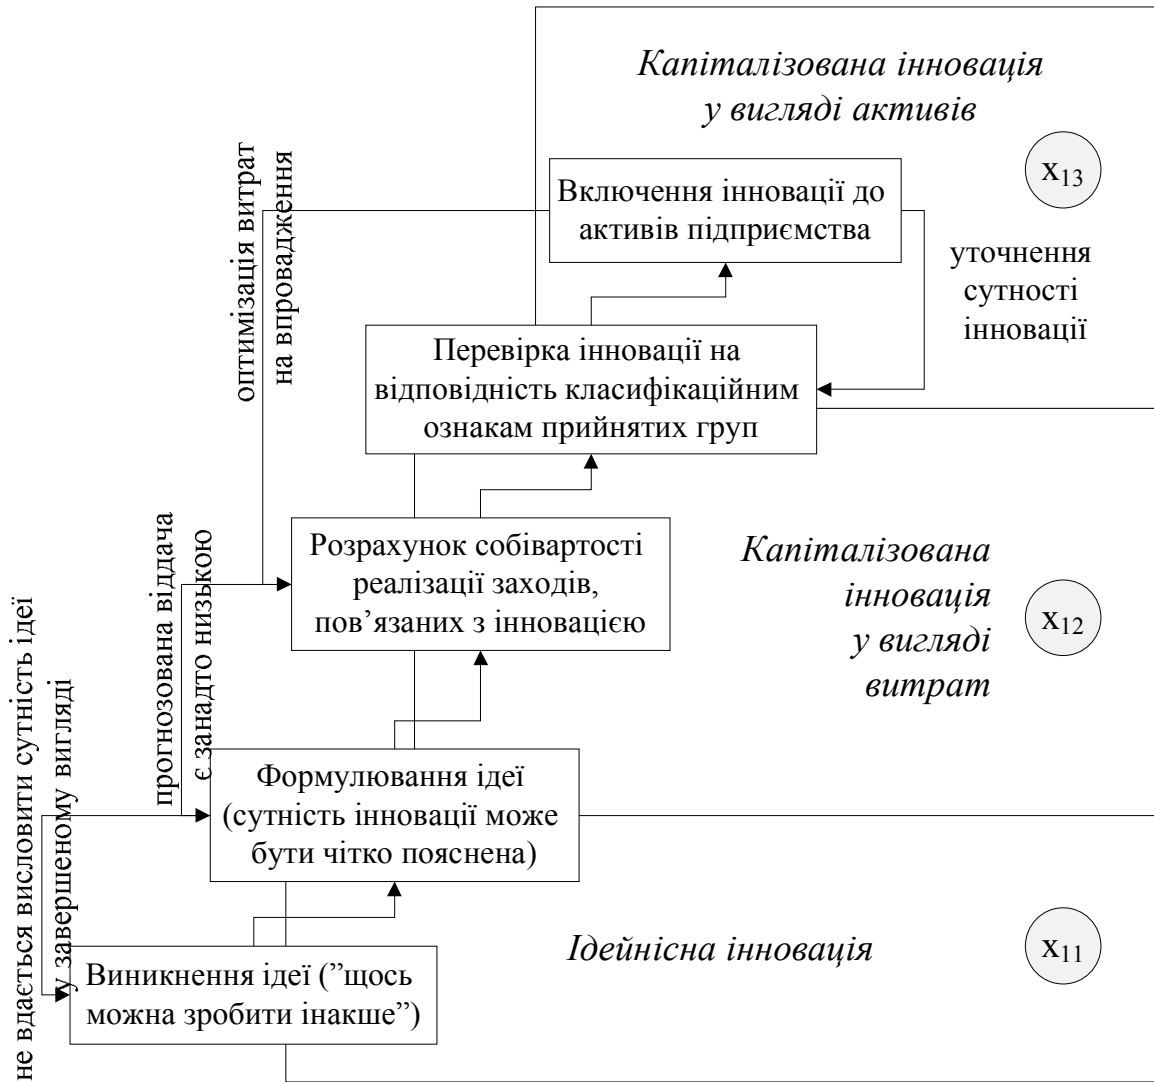 Капіталізована інновація
у вигляді активів
x13
Включення інновації до
активів підприємства
уточнення
сутності
інновації
оптимізація витрат
на впровадження
Перевірка інновації на
відповідність класифікаційним
ознакам прийнятих груп
Розрахунок собівартості
реалізації заходів,
пов’язаних з інновацією
Капіталізована
інновація
у вигляді
витрат
x12
прогнозована віддача
є занадто низькою
Формулювання ідеї
(сутність інновації може
бути чітко пояснена)
не вдається висловити сутність ідеї
у завершеному вигляді
Ідейнісна інновація
x11
Виникнення ідеї (”щось
можна зробити інакше”)